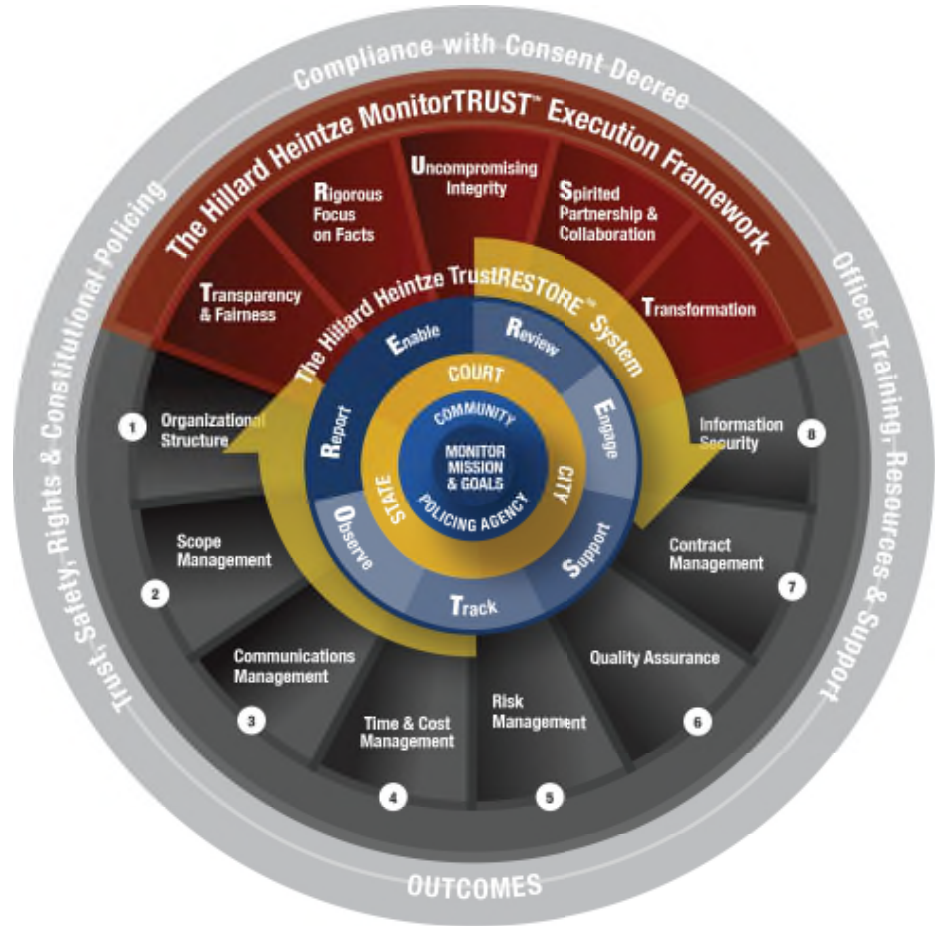 Compliance with Consent Decree
Trust, Safety, Rights & Constitutional Policing
Officer Training, Resources & Support
OUTCOMES
The Hillard Heintze MonitorTRUST™ Execution Framework
Transparency
& Fairness
Rigorous
Focus
on Facts
Uncompromising
Integrity
Spirited
Partnership &
Collaboration
Transformation
The Hillard Heintze TrustRESTORE™ System
Review
Engage
Support
Track
Observe
Report
Enable
COURT
CITY
STATE
COMMUNITY
MONITOR
MISSION
& GOALS
POLICING AGENCY
1
Organizational
Structure
2
Scope
Management
3
Communications
Management
4
Time & Cost
Management
5
Risk
Management
6
Quality Assurance
7
Contract
Management
8
Information
Security